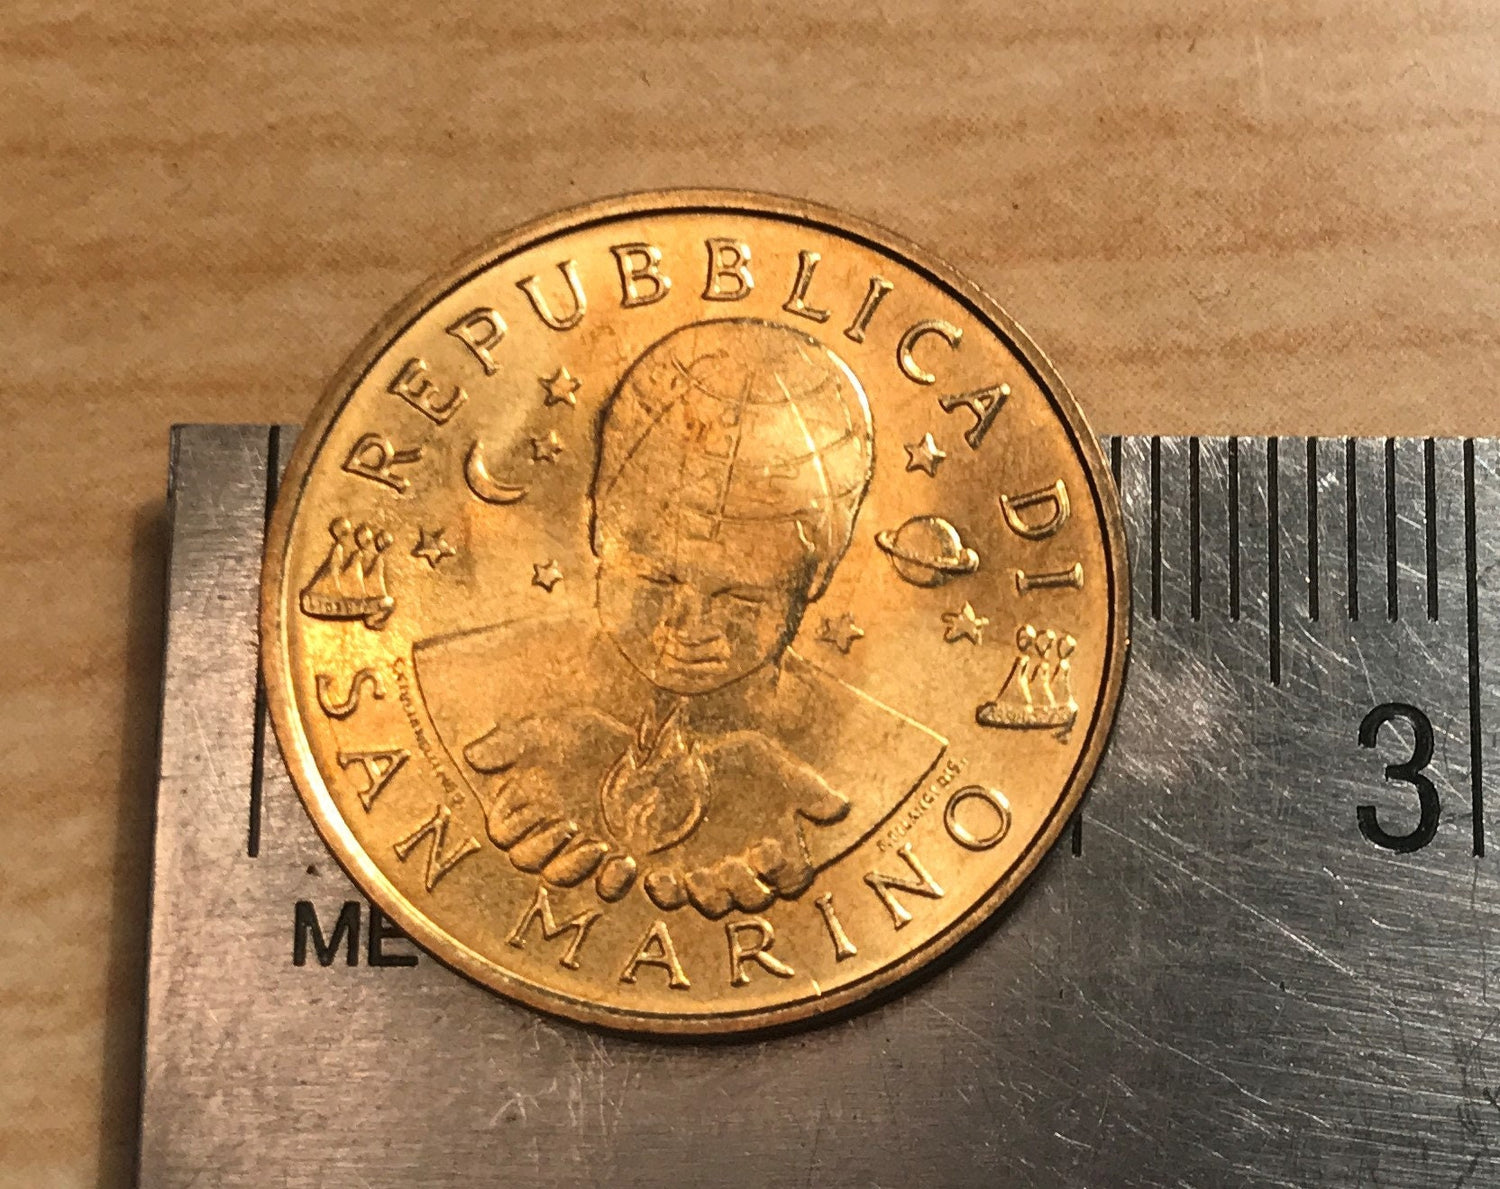 REPUBBLICA DI
SAN MARINO
ME
3